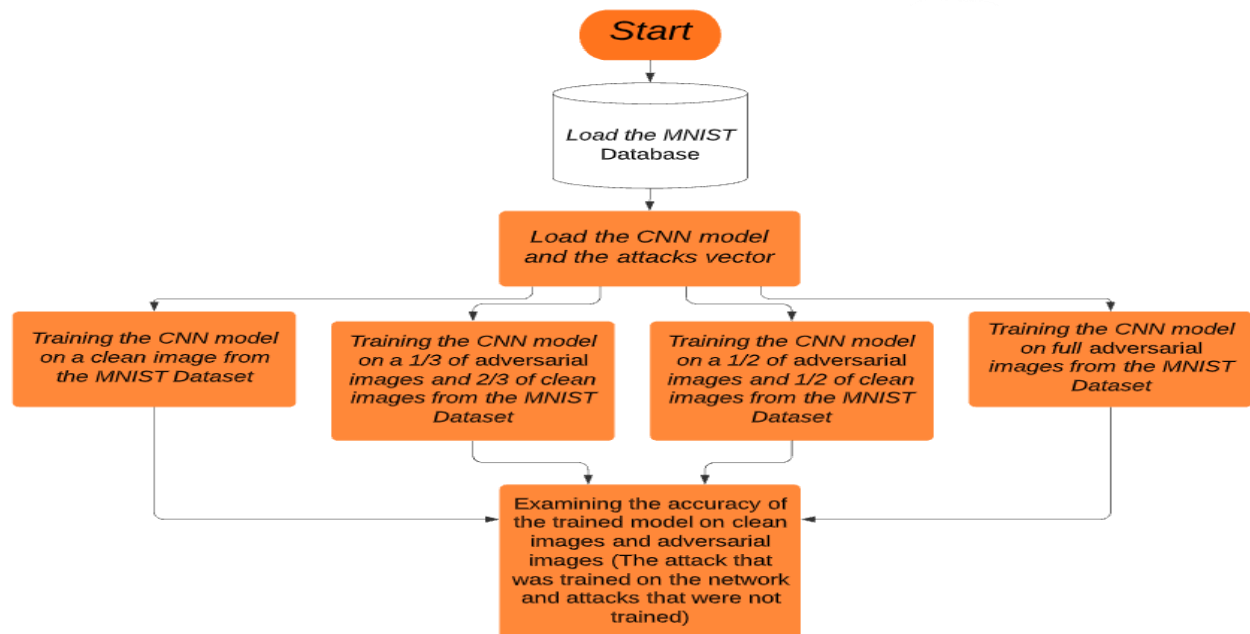 Start
Load the MNIST
Database
Load the CNN model
and the attacks vector
Training the CNN model
on a clean image from
the MNIST Dataset
Training the CNN model
on a 1/3 of adversarial
images and 2/3 of clean
images from the MNIST
Dataset
Training the CNN model
on a 1/2 of adversarial
images and 1/2 of clean
images from the MNIST
Dataset
Training the CNN model
on full adversarial
images from the MNIST
Dataset
Examining the accuracy of
the trained model on clean
images and adversarial
images (The attack that
was trained on the network
and attacks that were not
trained)